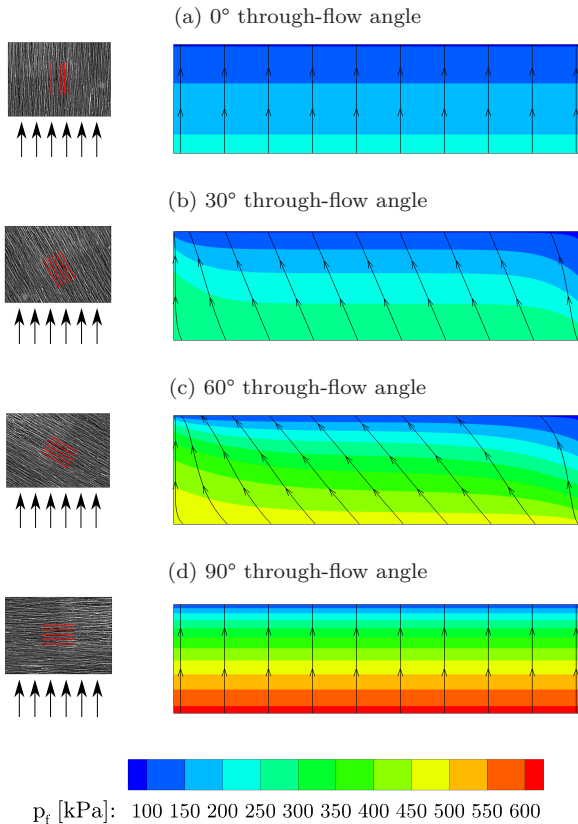 (a) 0° through-flow angle
(b) 30° through-flow angle
(c) 60° through-flow angle
(d) 90° through-flow angle
p_f [kPa]: 100 150 200 250 300 350 400 450 500 550 600